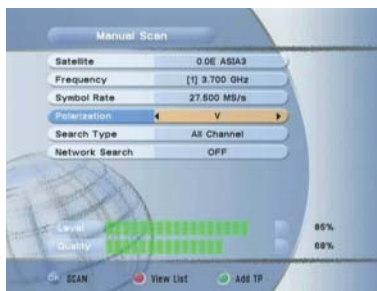 Manual Scan
Satellite 0.0E ASIA3
Frequency [1] 3.700 GHz
Symbol Rate 27.500 MS/s
Polarization V
Search Type All Channel
Network Search OFF
Level 85%
Quality 68%
OK SCAN View List Add TP